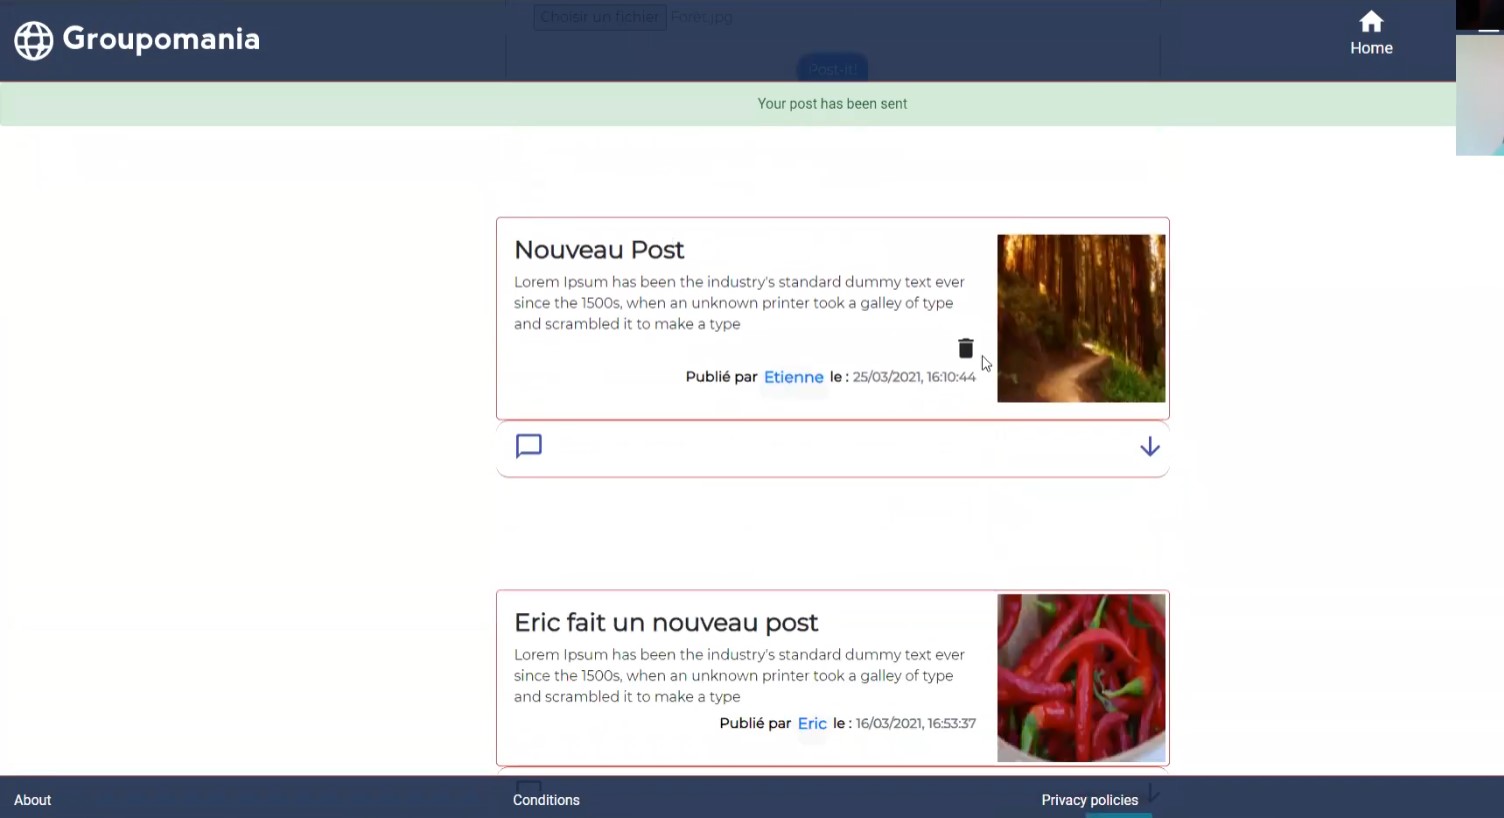 Choisir un fichier Foret.jpg
Groupomania
Home
Post-it!
Your post has been sent
Nouveau Post
Lorem Ipsum has been the industry's standard dummy text ever
since the 1500s, when an unknown printer took a galley of type
and scrambled it to make a type
Publié par Etienne le : 25/03/2021, 16:10:44
Eric fait un nouveau post
Lorem Ipsum has been the industry's standard dummy text ever
since the 1500s, when an unknown printer took a galley of type
and scrambled it to make a type
Publié par Eric le : 16/03/2021, 16:53:37
About
Conditions
Privacy policies